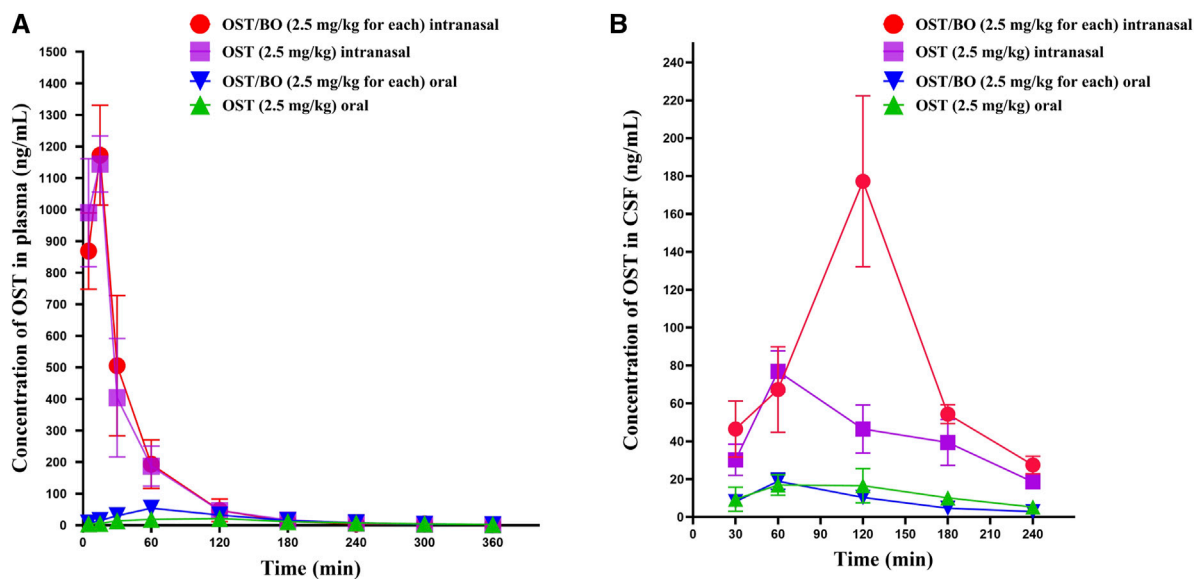 A
OST/BO (2.5 mg/kg for each) intranasal
OST (2.5 mg/kg) intranasal
OST/BO (2.5 mg/kg for each) oral
OST (2.5 mg/kg) oral
Concentration of OST in plasma (ng/mL)
1500
1400
1300
1200
1100
1000
900
800
700
600
500
400
300
200
100
0
0 60 120 180 240 300 360
Time (min)
B
OST/BO (2.5 mg/kg for each) intranasal
OST (2.5 mg/kg) intranasal
OST/BO (2.5 mg/kg for each) oral
OST (2.5 mg/kg) oral
Concentration of OST in CSF (ng/mL)
240
220
200
180
160
140
120
100
80
60
40
20
0
0 30 60 90 120 150 180 210 240
Time (min)